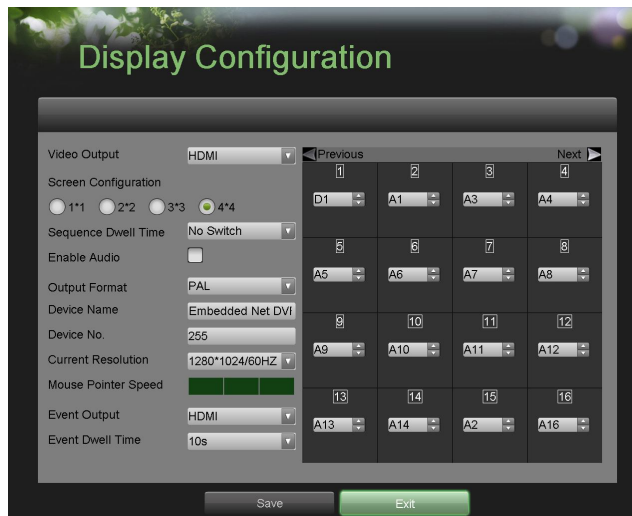 Display Configuration
Video Output HDMI
Previous Next
Screen Configuration
1*1 2*2 3*3 4*4
Sequence Dwell Time No Switch
Enable Audio
Output Format PAL
Device Name Embedded Net DV
Device No. 255
Current Resolution 1280*1024/60HZ
Mouse Pointer Speed
Event Output HDMI
Event Dwell Time 10s
1 2 3 4
D1 A1 A3 A4
5 6 7 8
A5 A6 A7 A8
9 10 11 12
A9 A10 A11 A12
13 14 15 16
A13 A14 A2 A16
Save Exit